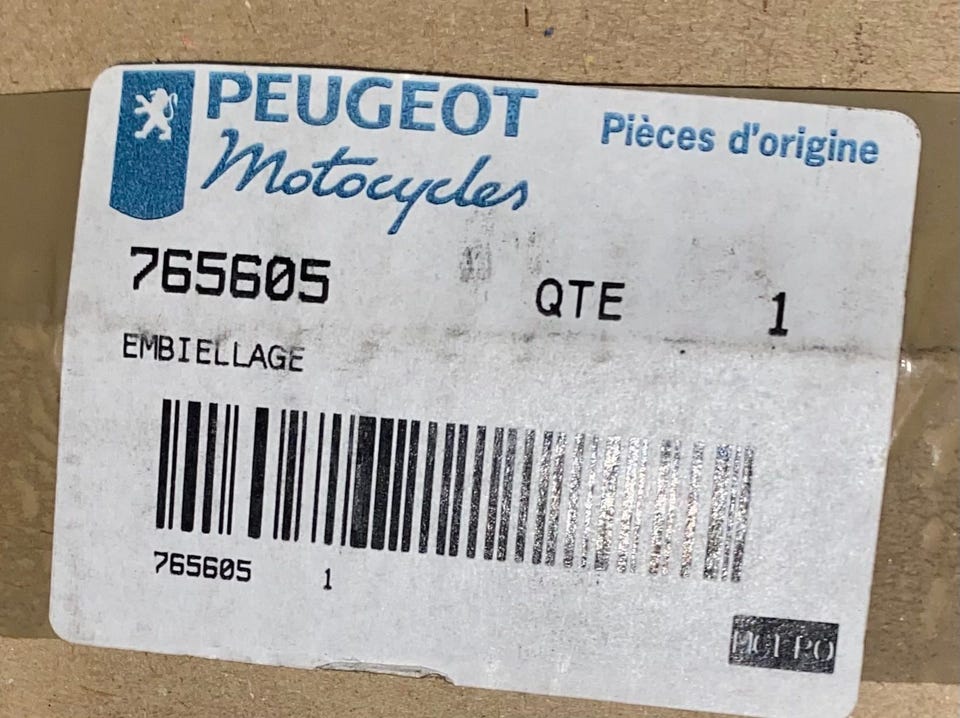 PEUGEOT
Motocycles
Pièces d'origine
765605 QTE 1
EMBIELLAGE
765605 1